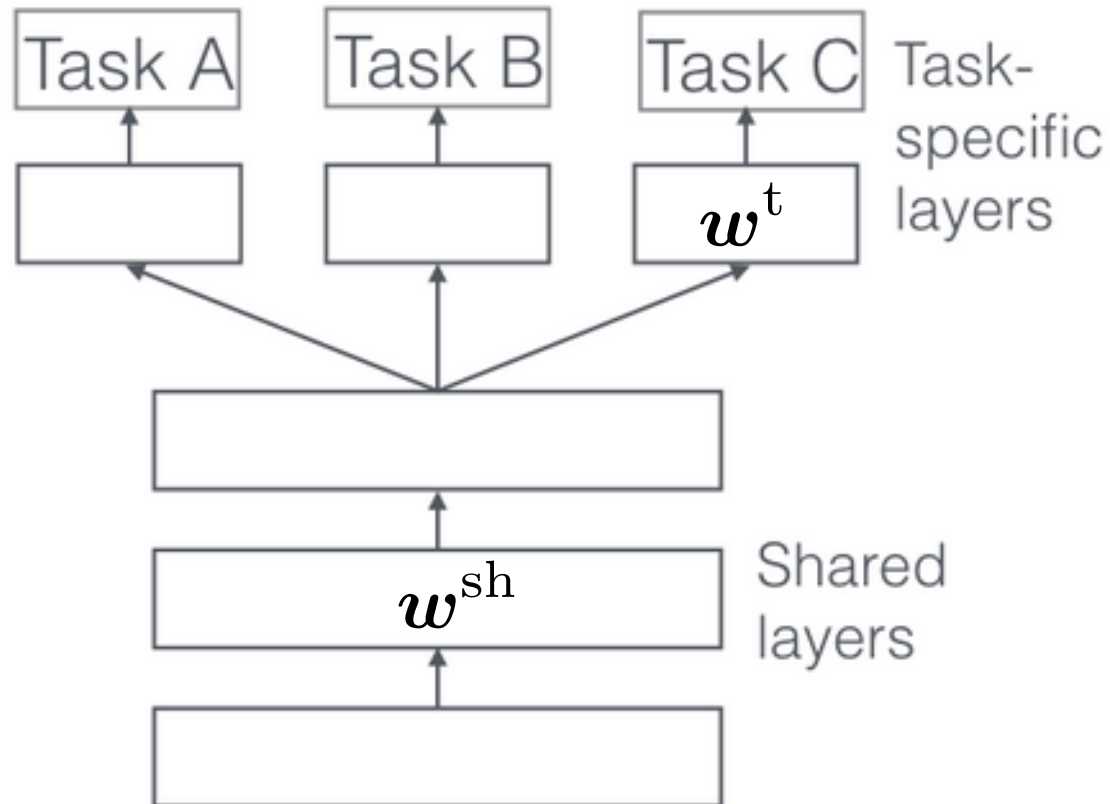 Task A
Task B
Task C
Task-
specific
layers
w^t
Shared
layers
w^sh